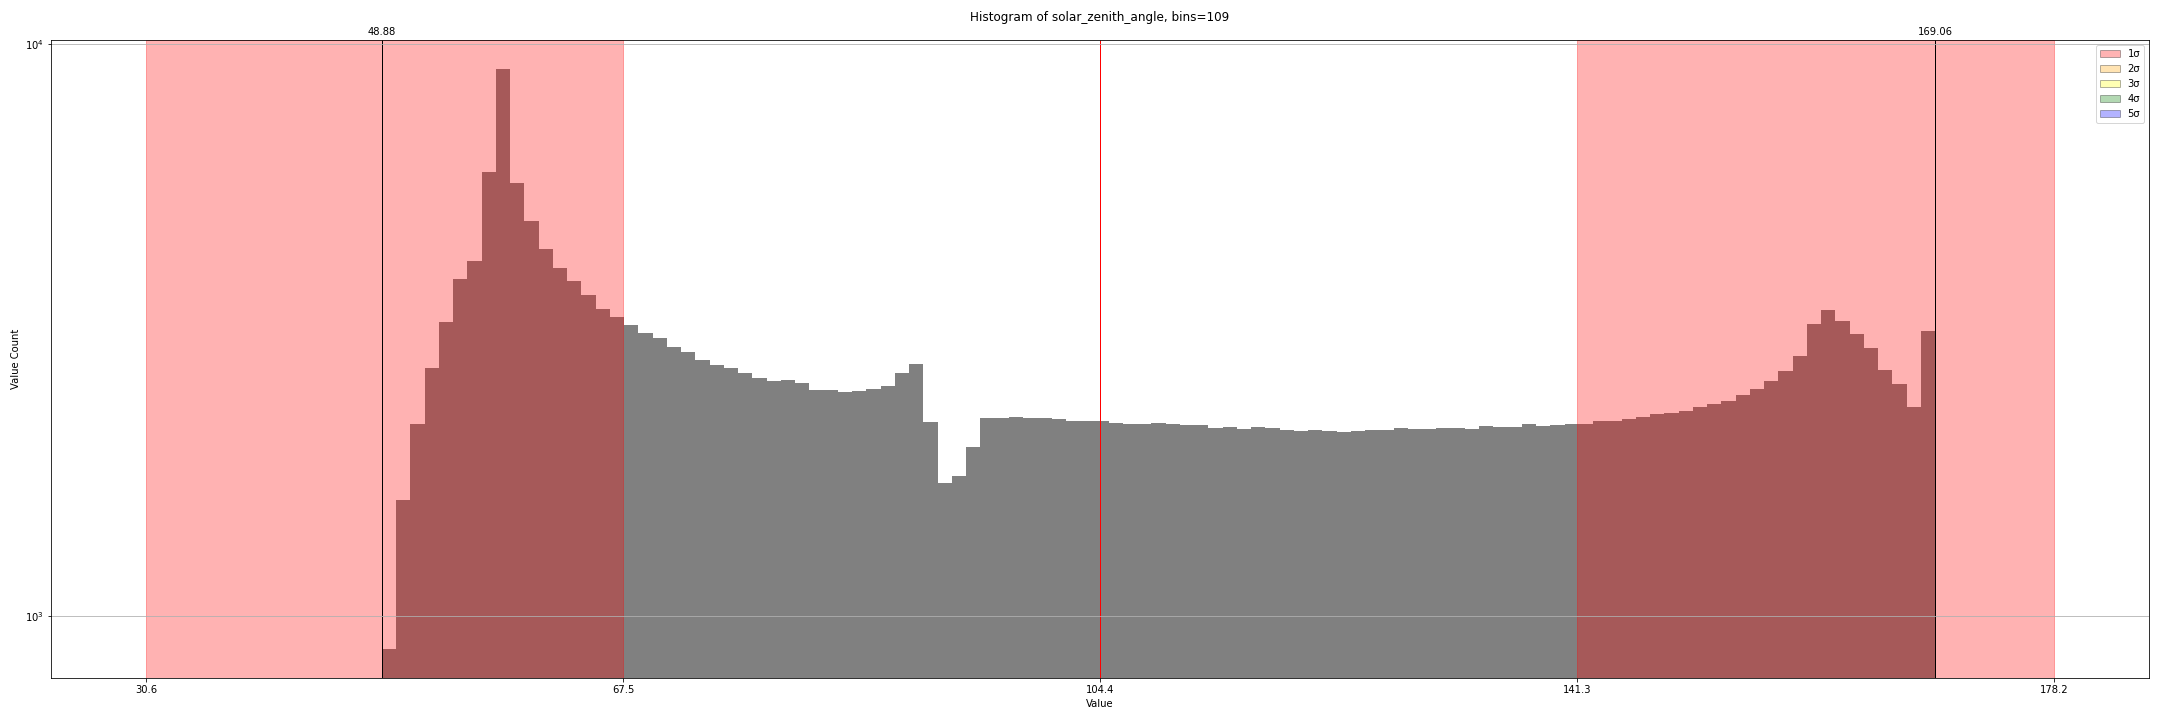 Histogram of solar_zenith_angle, bins=109
48.88
169.06
10⁴
10³
Value Count
1σ
2σ
3σ
4σ
5σ
30.6
67.5
104.4
141.3
178.2
Value